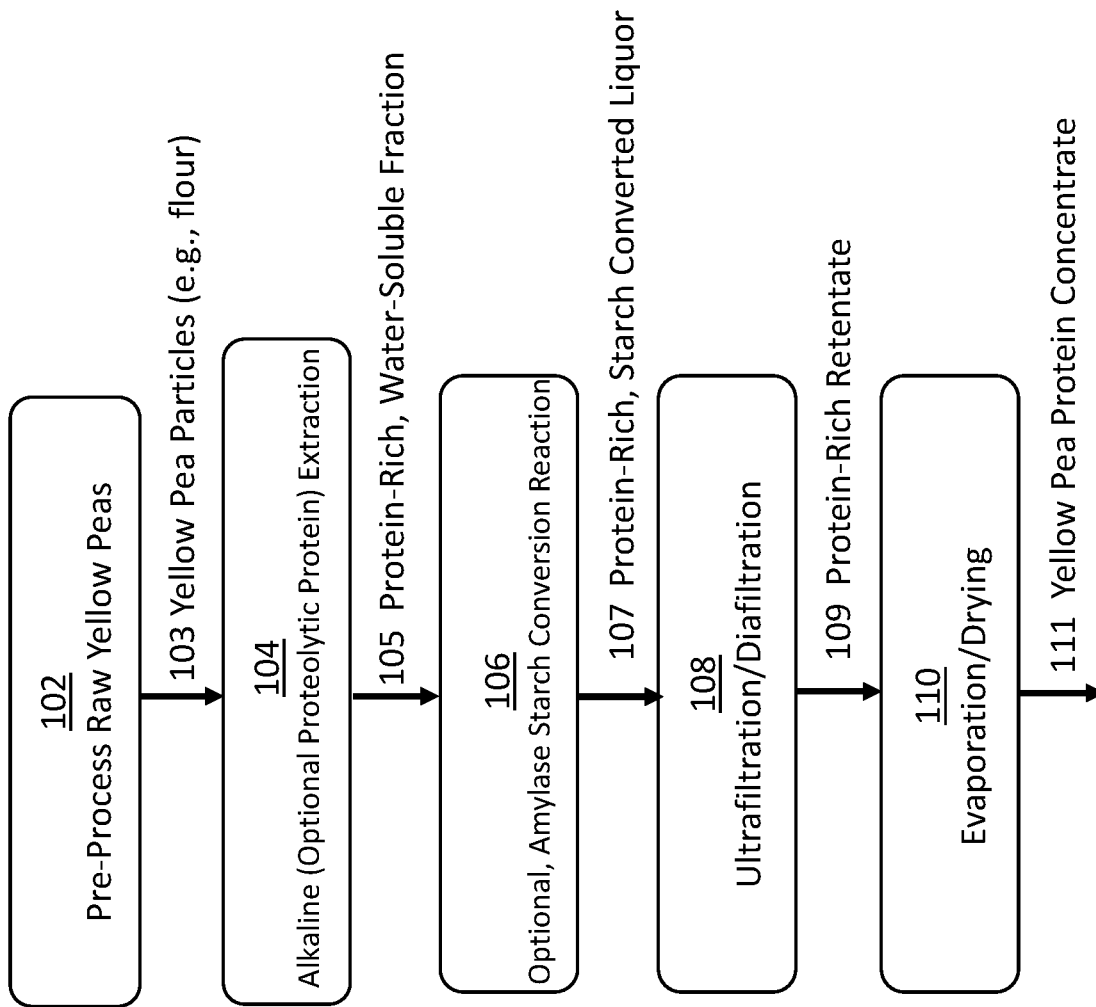 102
Pre-Process Raw Yellow Peas
103 Yellow Pea Particles (e.g., flour)
104
Alkaline (Optional Proteolytic Protein) Extraction
105 Protein-Rich, Water-Soluble Fraction
106
Optional, Amylase Starch Conversion Reaction
107 Protein-Rich, Starch Converted Liquor
108
Ultrafiltration/Diafiltration
109 Protein-Rich Retentate
110
Evaporation/Drying
111 Yellow Pea Protein Concentrate